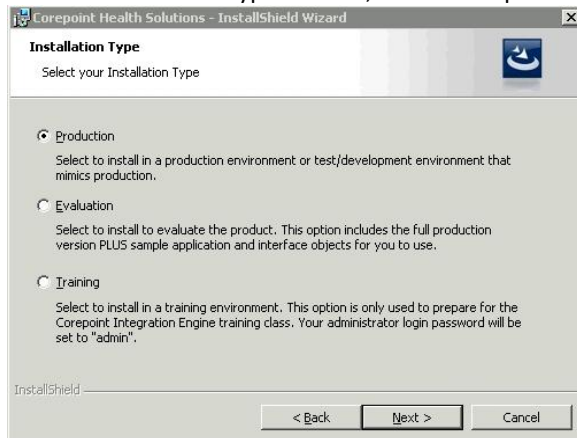 Corepoint Health Solutions - InstallShield Wizard
Installation Type
Select your Installation Type
Production
Select to install in a production environment or test/development environment that
mimics production.
Evaluation
Select to install to evaluate the product. This option includes the full production
version PLUS sample application and interface objects for you to use.
Training
Select to install in a training environment. This option is only used to prepare for the
Corepoint Integration Engine training class. Your administrator login password will be
set to "admin".
InstallShield
< Back Next > Cancel